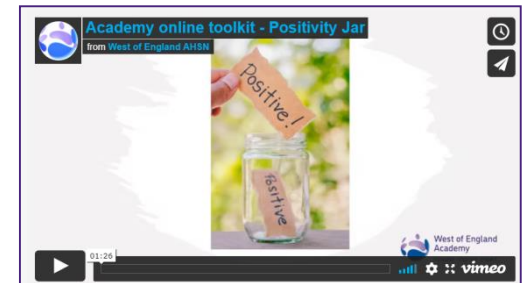 Academy online toolkit - Positivity Jar
from West of England AHSN
Positive!
Positive
West of England
Academy
01:26
vimeo